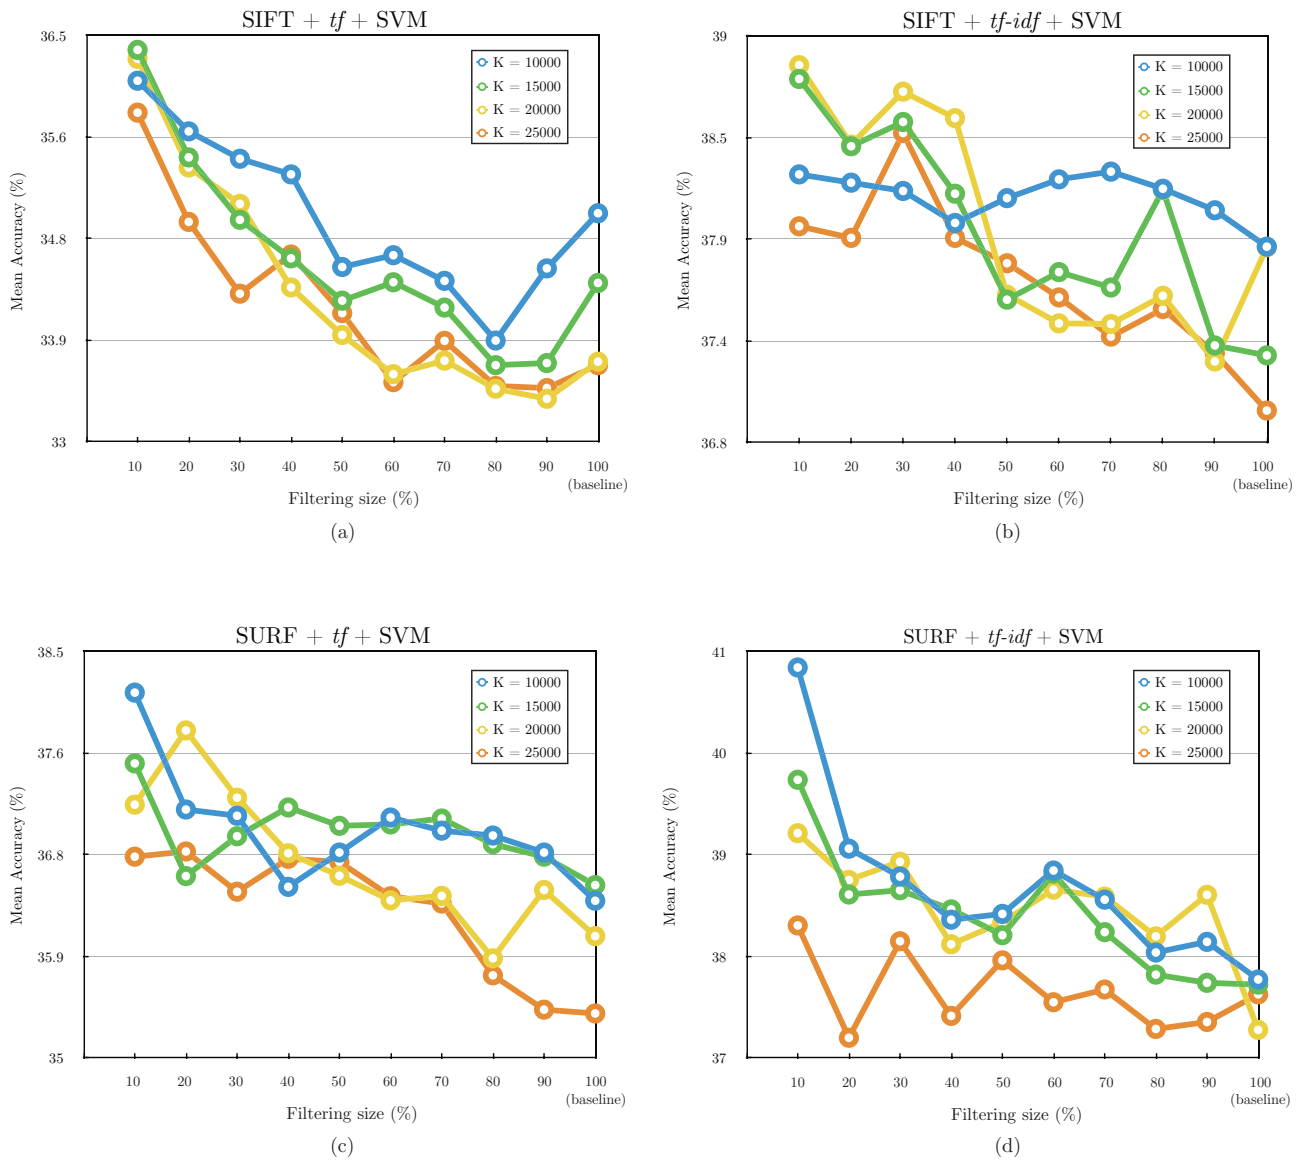 SIFT + tf + SVM
36.5
35.6
34.8
33.9
33
Mean Accuracy (%)
K = 10000
K = 15000
K = 20000
K = 25000
10 20 30 40 50 60 70 80 90 100
(baseline)
Filtering size (%)
(a)
SIFT + tf-idf + SVM
39
38.5
37.9
37.4
36.8
Mean Accuracy (%)
K = 10000
K = 15000
K = 20000
K = 25000
10 20 30 40 50 60 70 80 90 100
(baseline)
Filtering size (%)
(b)
SURF + tf + SVM
38.5
37.6
36.8
35.9
35
Mean Accuracy (%)
K = 10000
K = 15000
K = 20000
K = 25000
10 20 30 40 50 60 70 80 90 100
(baseline)
Filtering size (%)
(c)
SURF + tf-idf + SVM
41
40
39
38
37
Mean Accuracy (%)
K = 10000
K = 15000
K = 20000
K = 25000
10 20 30 40 50 60 70 80 90 100
(baseline)
Filtering size (%)
(d)